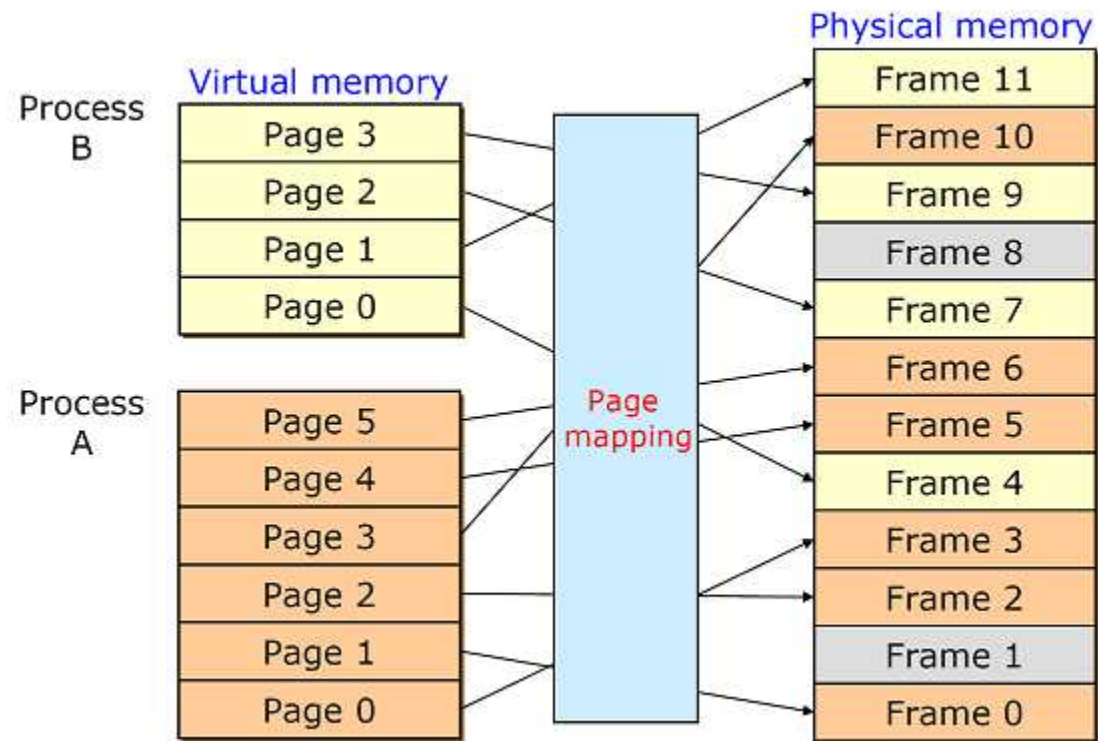 Physical memory
Virtual memory
Process
B
Page 3
Page 2
Page 1
Page 0
Process
A
Page 5
Page 4
Page 3
Page 2
Page 1
Page 0
Page
mapping
Frame 11
Frame 10
Frame 9
Frame 8
Frame 7
Frame 6
Frame 5
Frame 4
Frame 3
Frame 2
Frame 1
Frame 0